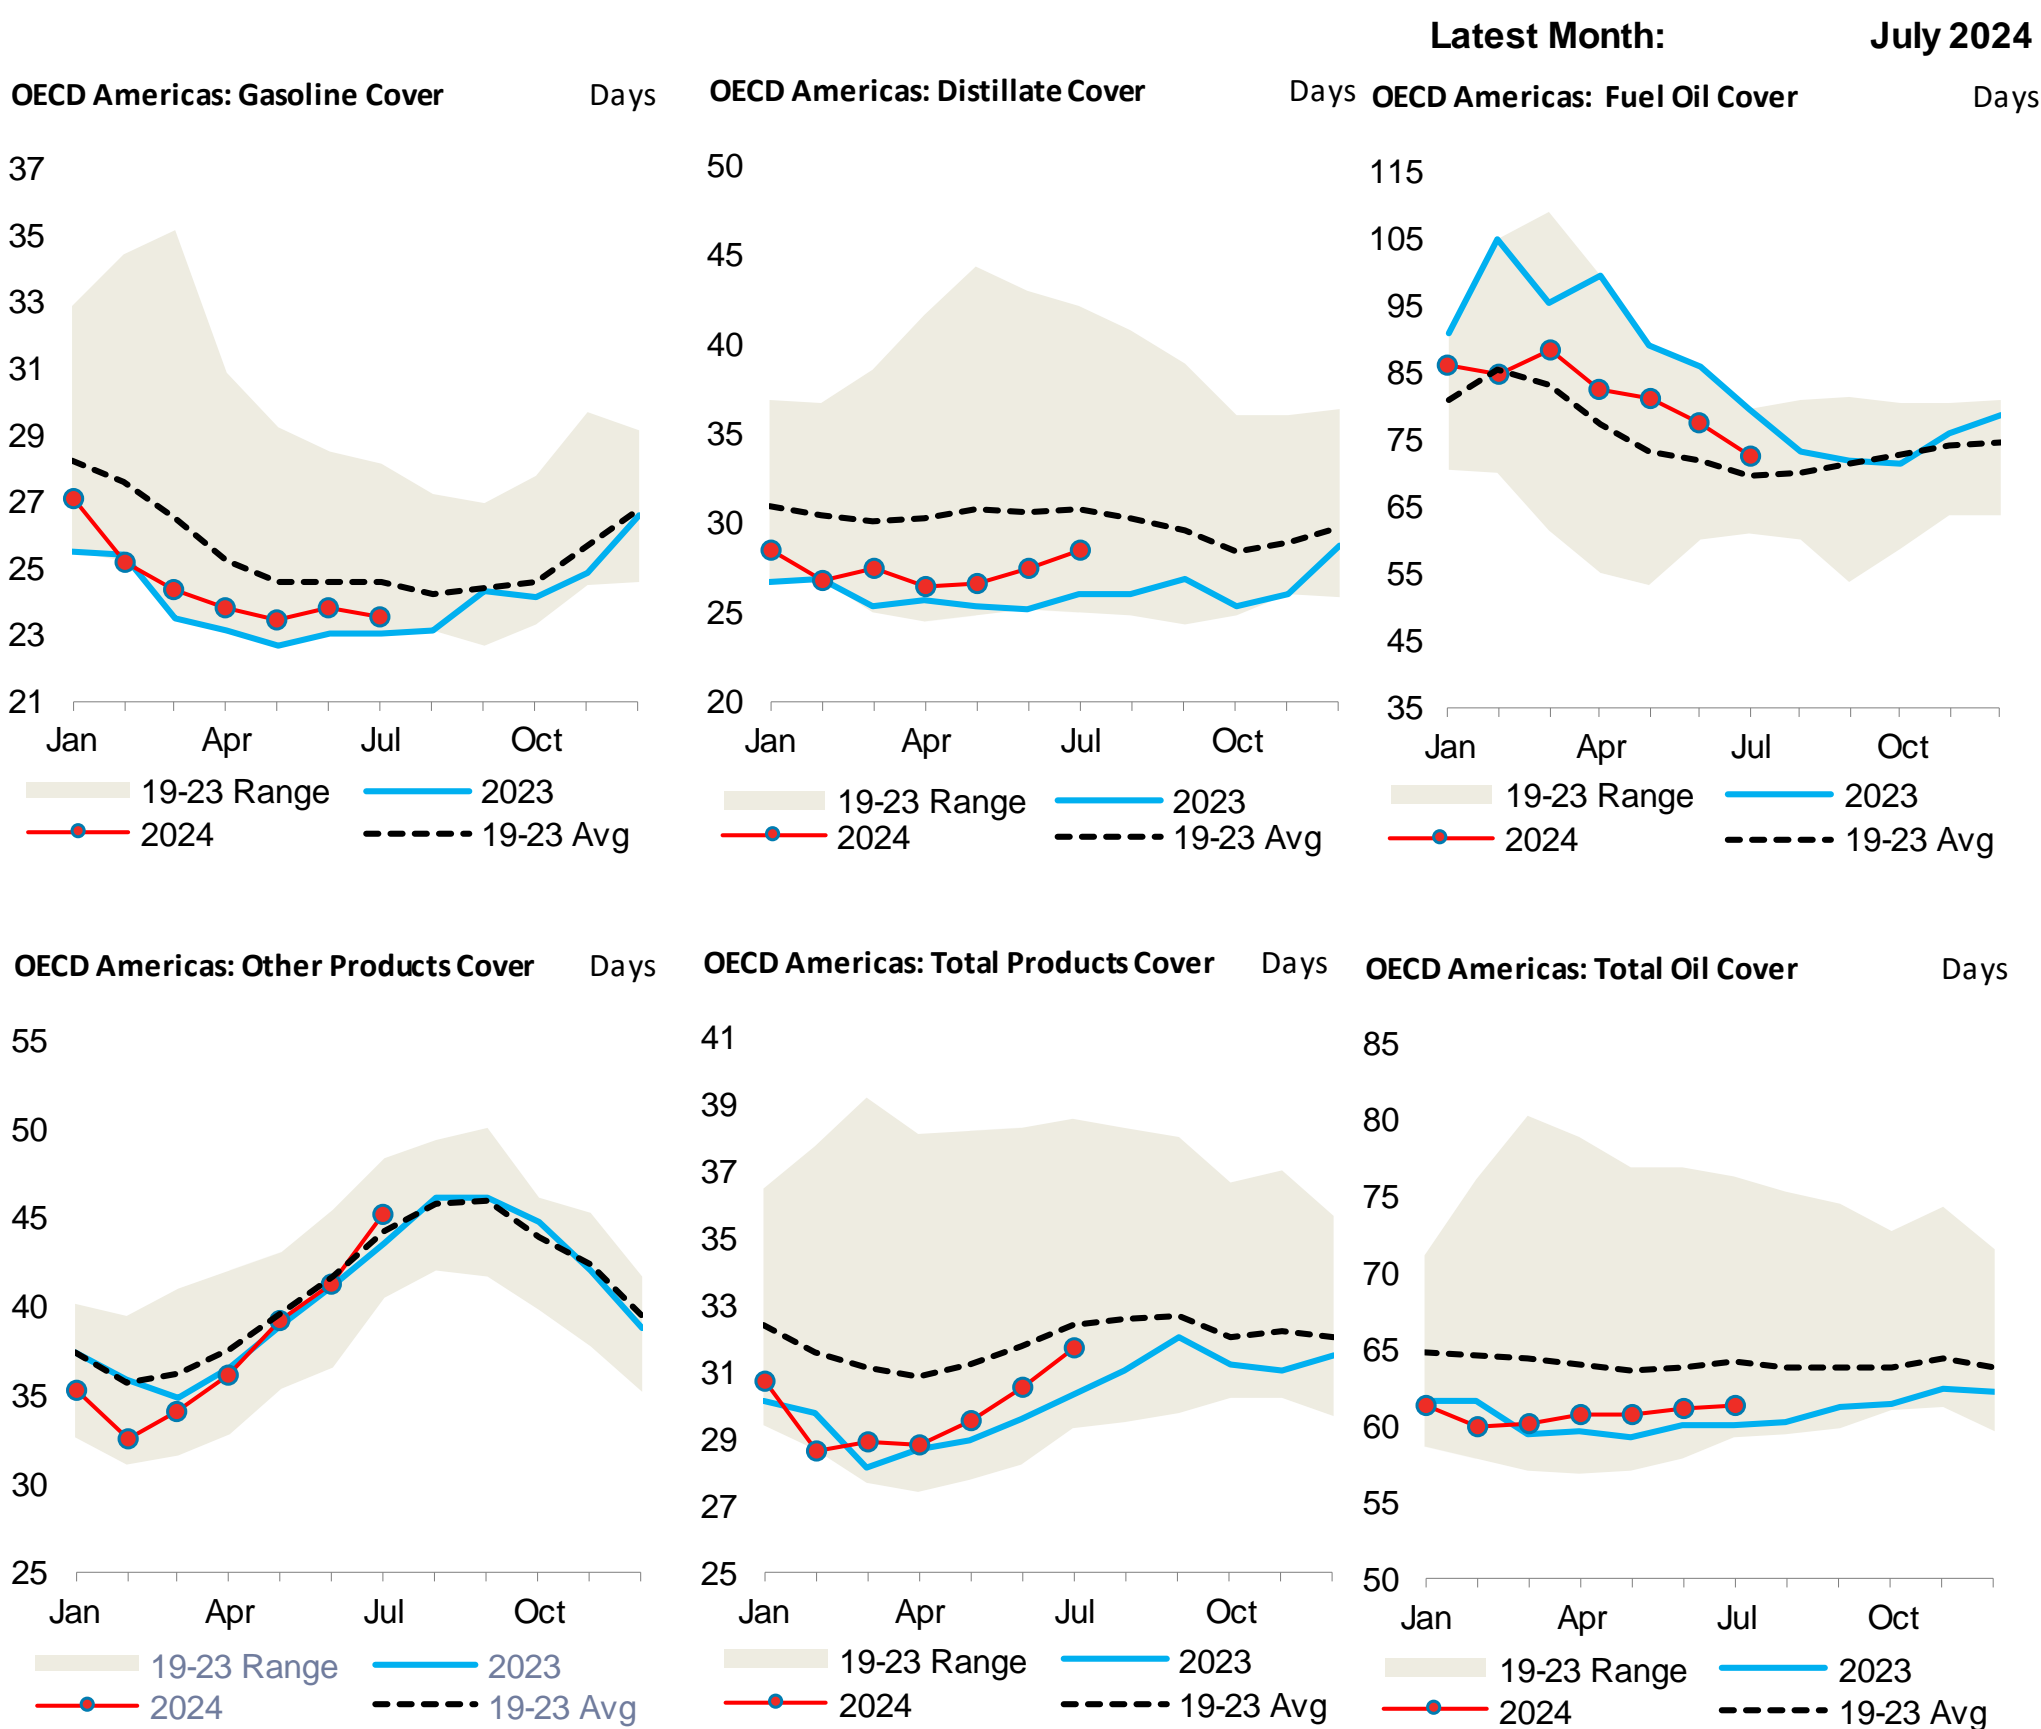 Latest Month: July 2024
OECD Americas: Gasoline Cover Days
37
35
33
31
29
27
25
23
21
Jan Apr Jul Oct
19-23 Range 2023
2024 19-23 Avg
OECD Americas: Distillate Cover Days
50
45
40
35
30
25
20
Jan Apr Jul Oct
19-23 Range 2023
2024 19-23 Avg
OECD Americas: Fuel Oil Cover Days
115
105
95
85
75
65
55
45
35
Jan Apr Jul Oct
19-23 Range 2023
2024 19-23 Avg
OECD Americas: Other Products Cover Days
55
50
45
40
35
30
25
Jan Apr Jul Oct
19-23 Range 2023
2024 19-23 Avg
OECD Americas: Total Products Cover Days
41
39
37
35
33
31
29
27
25
Jan Apr Jul Oct
19-23 Range 2023
2024 19-23 Avg
OECD Americas: Total Oil Cover Days
85
80
75
70
65
60
55
50
Jan Apr Jul Oct
19-23 Range 2023
2024 19-23 Avg